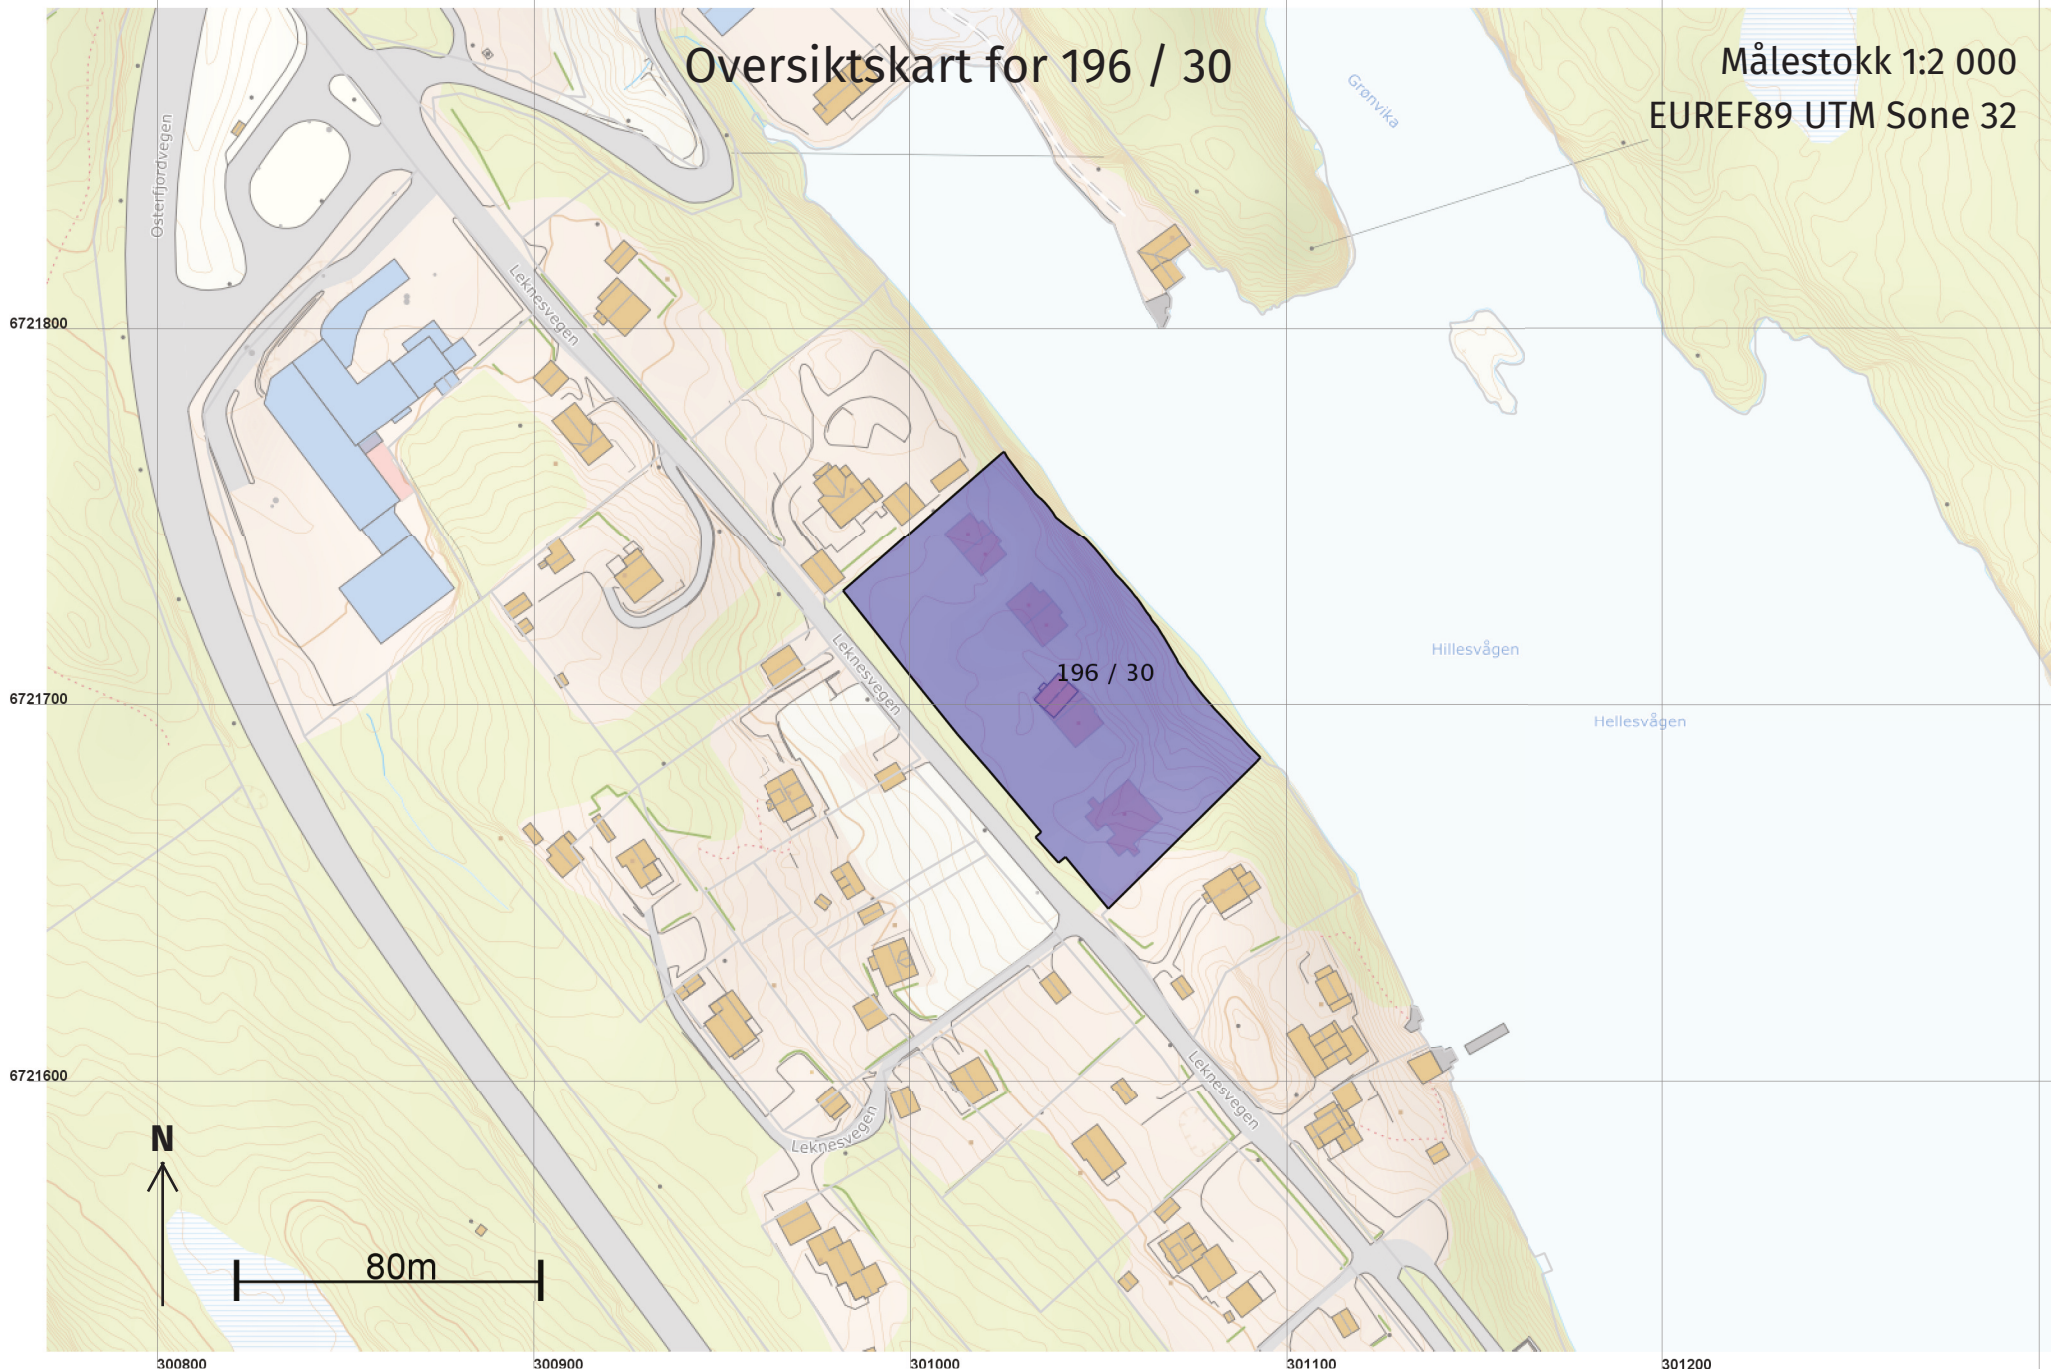 Oversiktskart for 196 / 30
Målestokk 1:2 000
EUREF89 UTM Sone 32
Grønvika
Osterfjordvegen
Leknesvegen
6721800
Leknesvegen
Hillesvågen
196 / 30
6721700
Hellesvågen
Leknesvegen
6721600
Leknesvegen
N
80m
300800
300900
301000
301100
301200